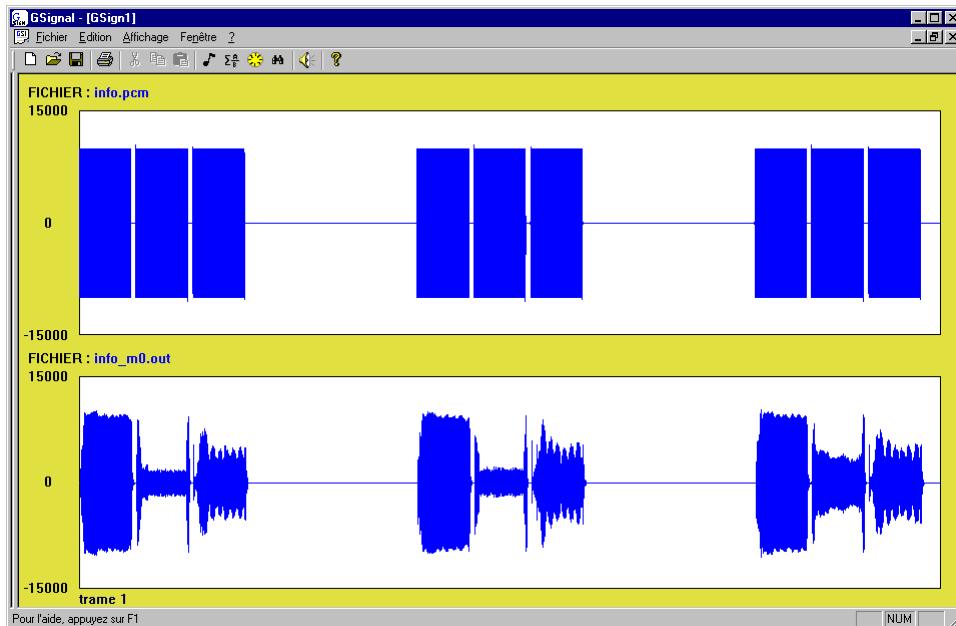 GSignal - [GSign1]
Fichier Edition Affichage Fenêtre ?
FICHIER : info.pcm
15000
0
-15000
FICHIER : info_m0.out
15000
0
-15000
trame 1
Pour l'aide, appuyez sur F1
NUM